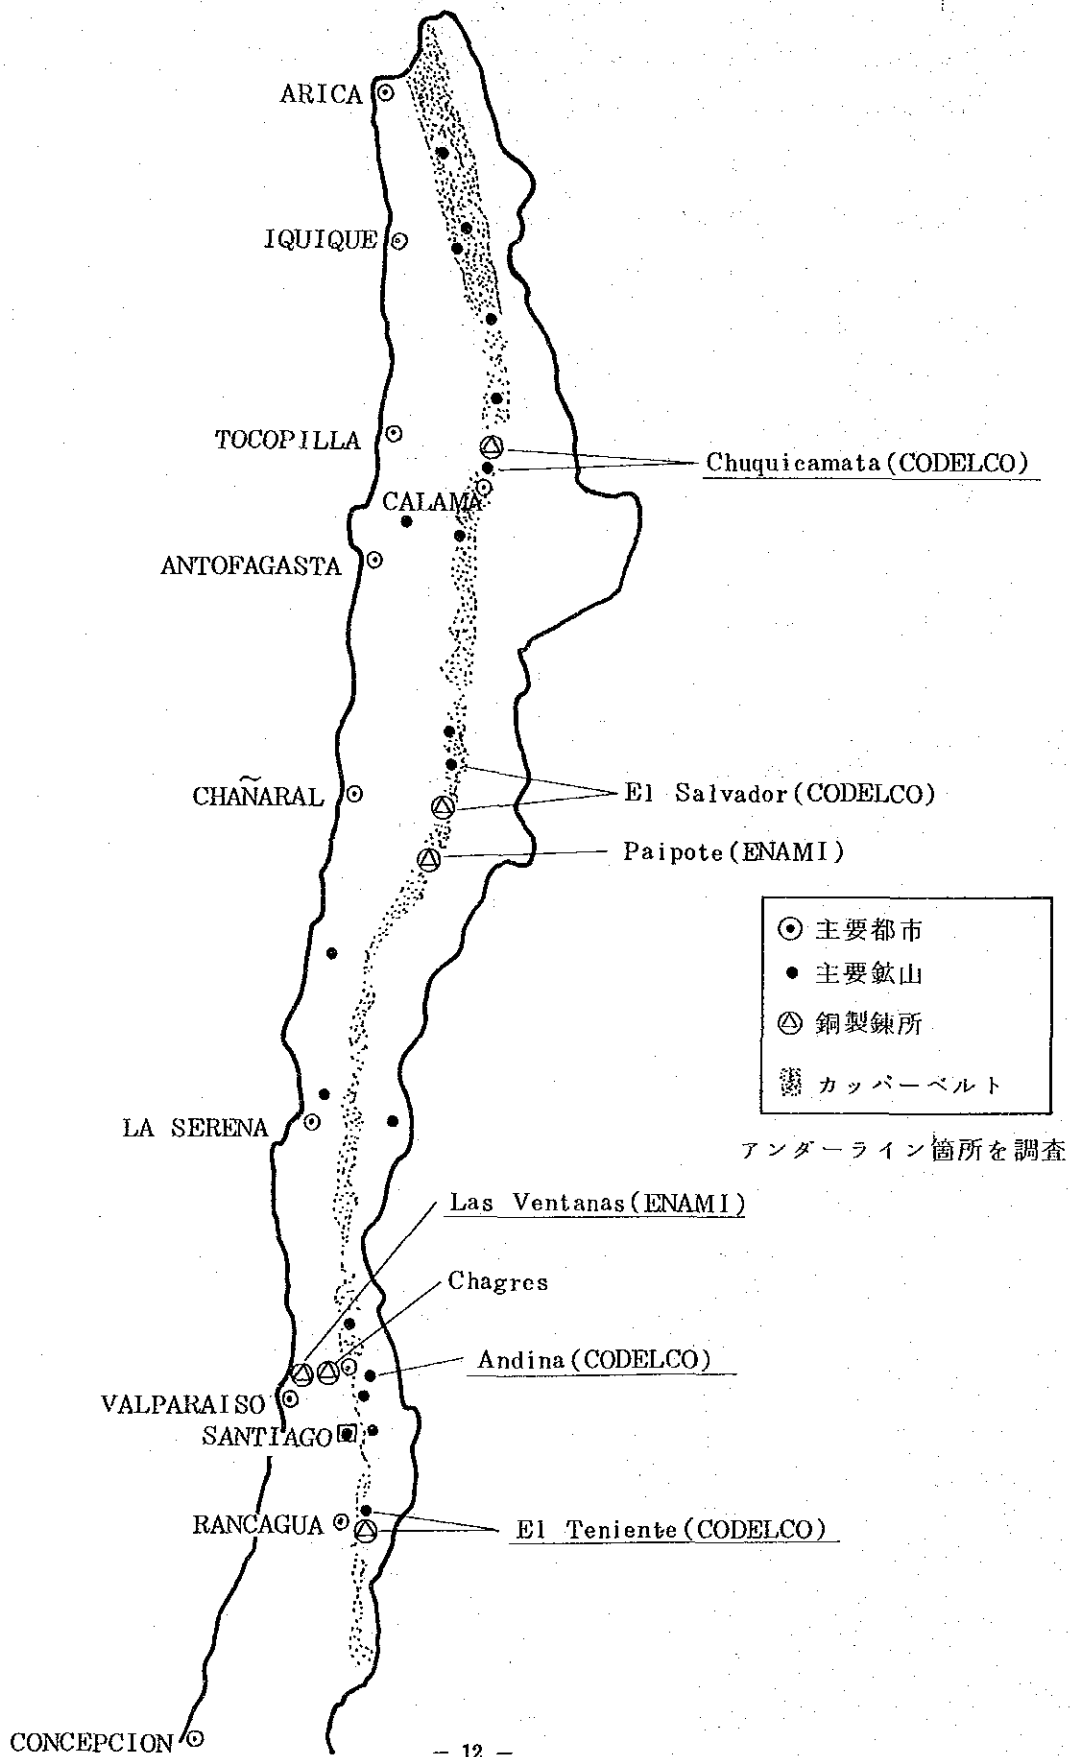 ARICA
IQUIQUE
TOCOPILLA
Chuquicamata(CODELCO)
CALAMA
ANTOFAGASTA
CHAÑARAL
El Salvador(CODELCO)
Paipote(ENAMI)
主要都市
主要鉱山
銅製錬所
カッパーベルト
アンダーライン箇所を調査
LA SERENA
Las Ventanas(ENAMI)
Chagres
Andina(CODELCO)
VALPARAISO
SANTIAGO
RANCAGUA
El Teniente(CODELCO)
CONCEPCION
– 12 –